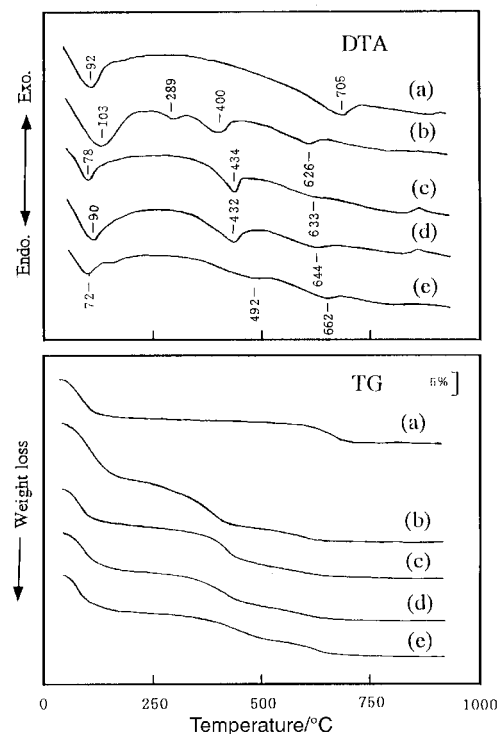 DTA
Exo.
Endo.
92
705
(a)
103
289
400
626
(b)
78
434
633
(c)
90
432
644
(d)
72
492
662
(e)
TG
5%
Weight loss
(a)
(b)
(c)
(d)
(e)
0 250 500 750 1000
Temperature/°C